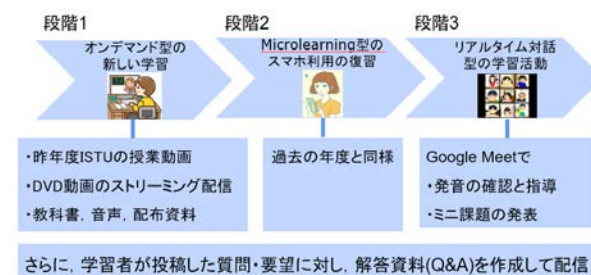 段階1
オンデマンド型の
新しい学習
・昨年度ISTUの授業動画
・DVD動画のストリーミング配信
・教科書, 音声, 配布資料
段階2
Microlearning型の
スマホ利用の復習
過去の年度と同様
段階3
リアルタイム対話
型の学習活動
Google Meetで
・発音の確認と指導
・ミニ課題の発表
さらに, 学習者が投稿した質問・要望に対し, 解答資料(Q&A)を作成して配信